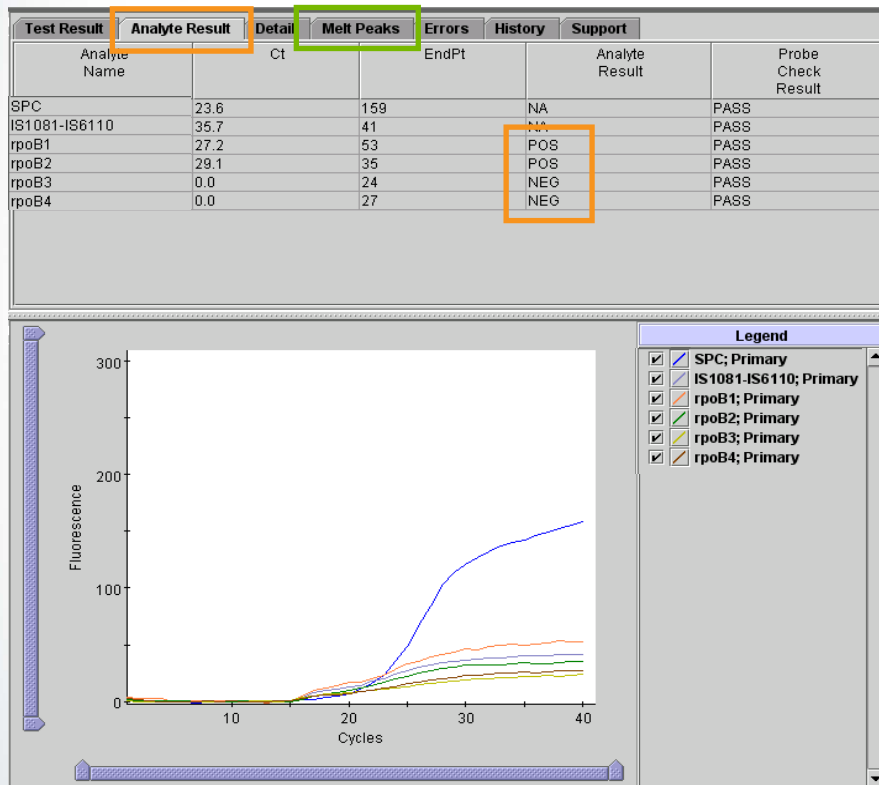 Test Result Analyte Result Detail Melt Peaks Errors History Support
Analyte Name Ct EndPt Analyte Result Probe Check Result
SPC 23.6 159 NA PASS
IS1081-IS6110 35.7 41 NA PASS
rpoB1 27.2 53 POS PASS
rpoB2 29.1 35 POS PASS
rpoB3 0.0 24 NEG PASS
rpoB4 0.0 27 NEG PASS
Legend
SPC; Primary
IS1081-IS6110; Primary
rpoB1; Primary
rpoB2; Primary
rpoB3; Primary
rpoB4; Primary
300
200
100
0
Fluorescence
10 20 30 40
Cycles